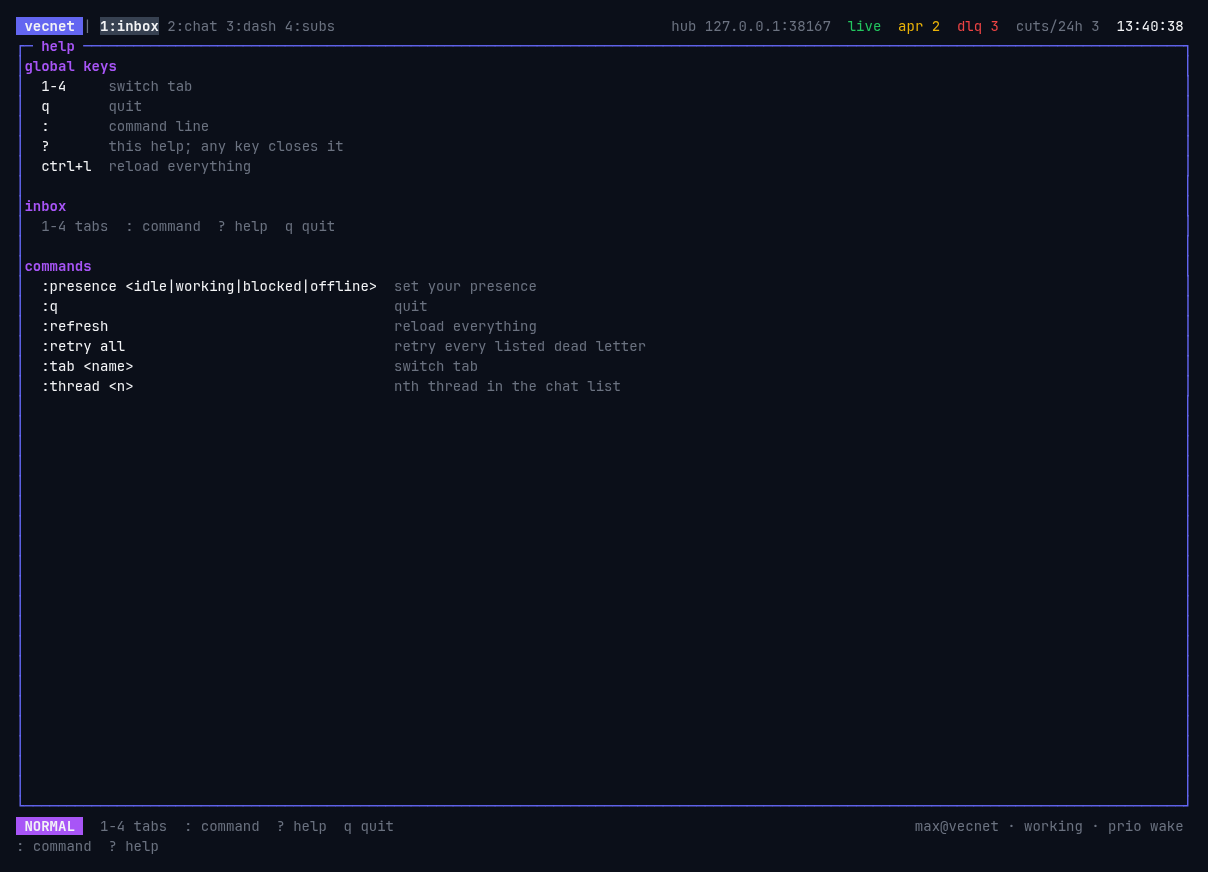 vecnet │ 1:inbox 2:chat 3:dash 4:subs hub 127.0.0.1:38167 live apr 2 dlq 3 cuts/24h 3 13:40:38
help
global keys
1-4 switch tab
q quit
: command line
? this help; any key closes it
ctrl+l reload everything
inbox
1-4 tabs : command ? help q quit
commands
:presence <idle|working|blocked|offline> set your presence
:q quit
:refresh reload everything
:retry all retry every listed dead letter
:tab <name> switch tab
:thread <n> nth thread in the chat list
NORMAL 1-4 tabs : command ? help q quit max@vecnet · working · prio wake
: command ? help